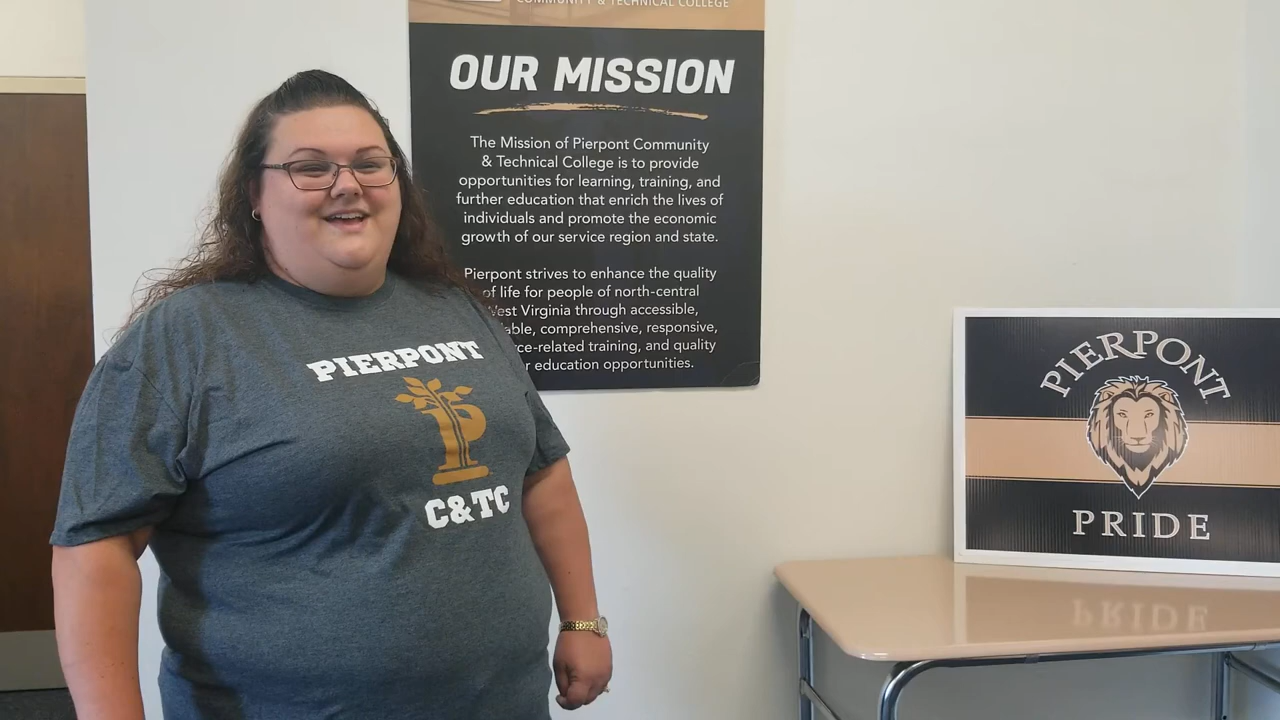 COMMUNITY & TECHNICAL COLLEGE
OUR MISSION
The Mission of Pierpont Community
& Technical College is to provide
opportunities for learning, training, and
further education that enrich the lives of
individuals and promote the economic
growth of our service region and state.
Pierpont strives to enhance the quality
of life for people of north-central
West Virginia through accessible,
comprehensive, responsive,
training, and quality
education opportunities.
PIERPONT
C&TC
PIERPONT
PRIDE